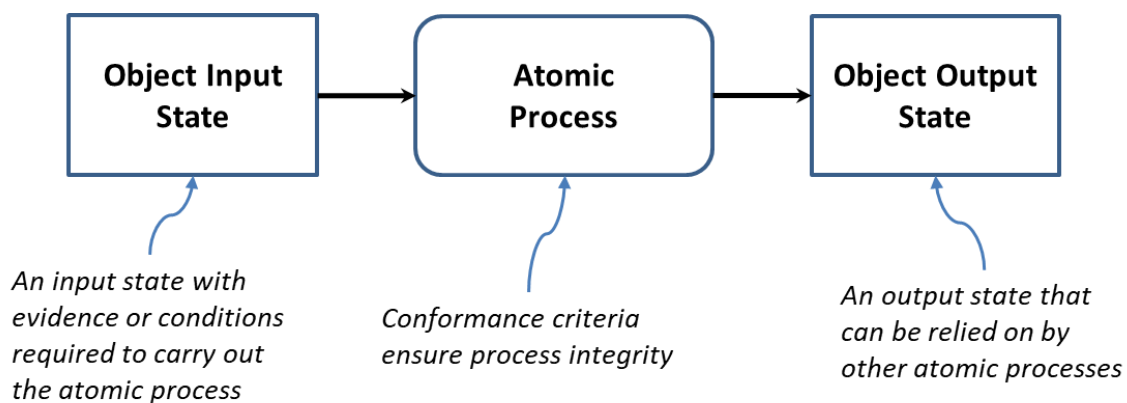 Object Input
State
Atomic
Process
Object Output
State
An input state with
evidence or conditions
required to carry out
the atomic process
Conformance criteria
ensure process integrity
An output state that
can be relied on by
other atomic processes